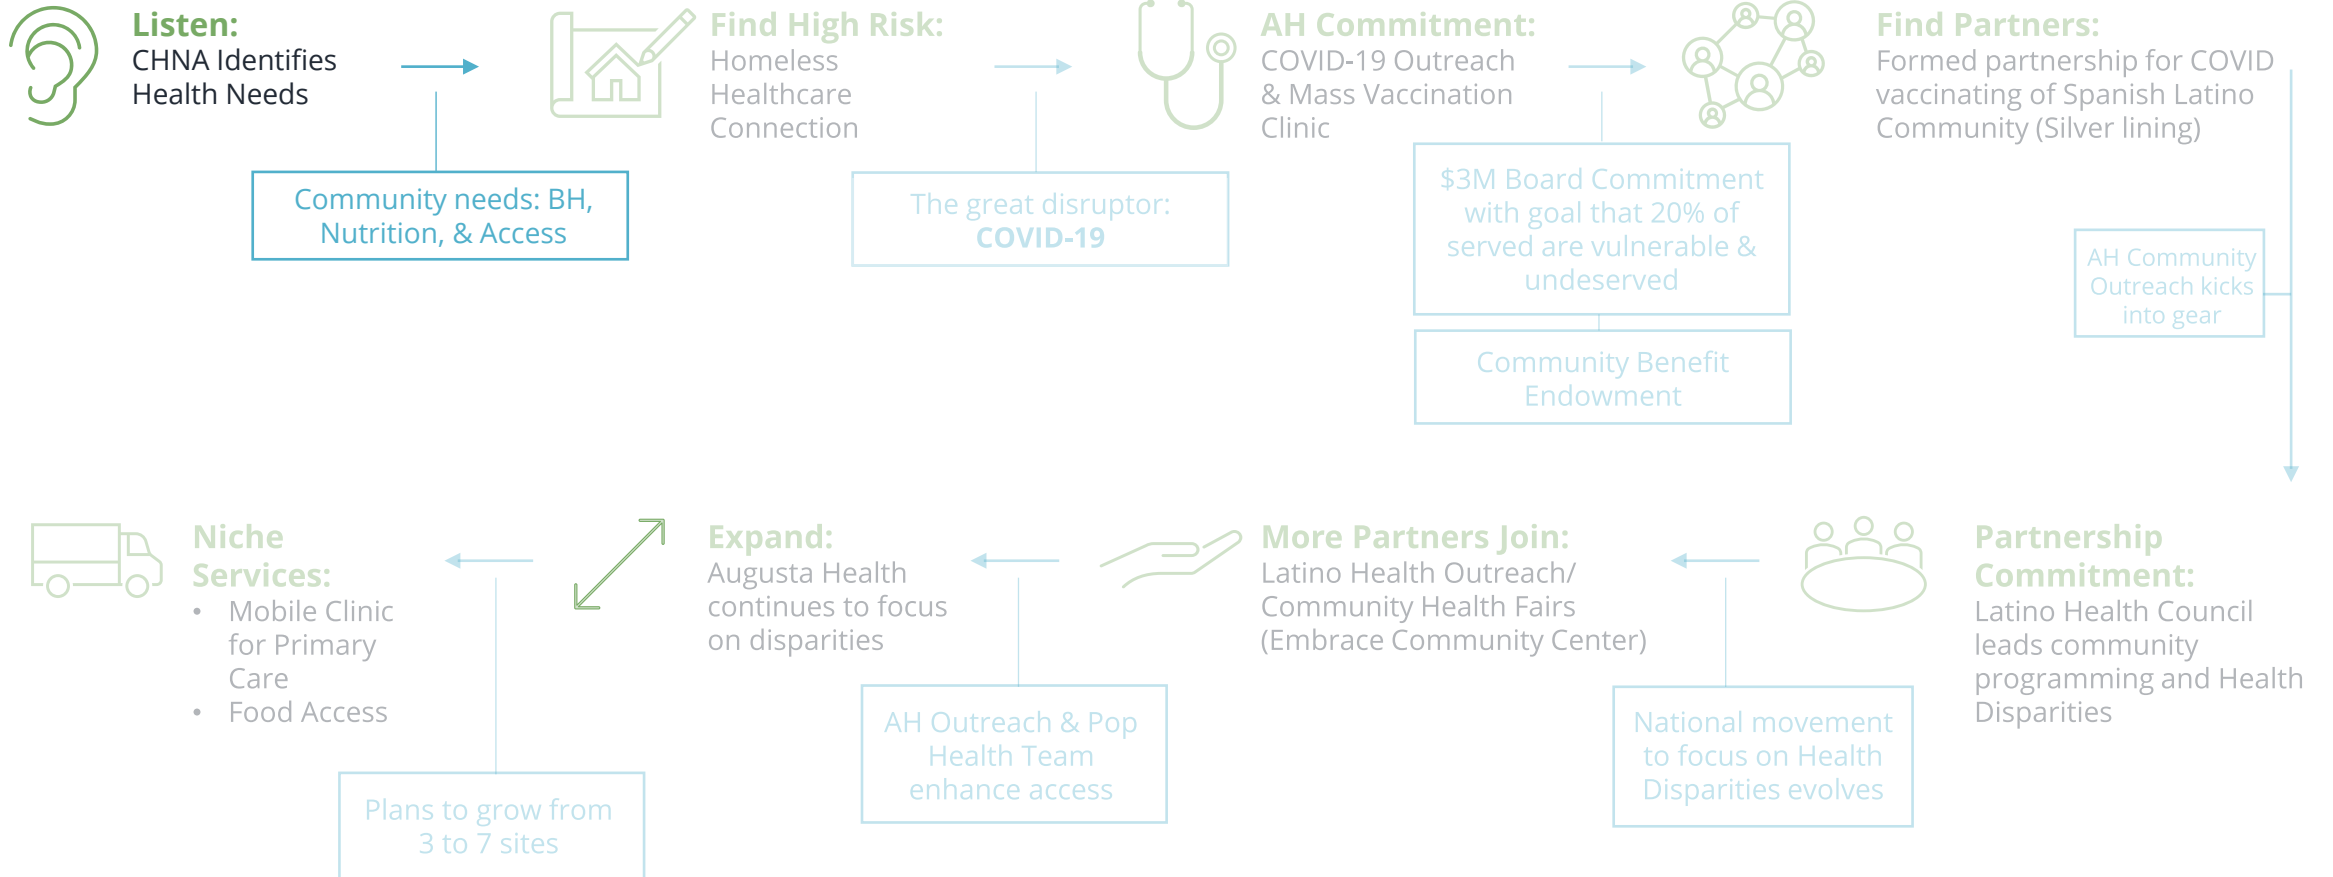 Listen:
CHNA Identifies
Health Needs
Community needs: BH,
Nutrition, & Access
Find High Risk:
Homeless
Healthcare
Connection
The great disruptor:
COVID-19
AH Commitment:
COVID-19 Outreach
& Mass Vaccination
Clinic
$3M Board Commitment
with goal that 20% of
served are vulnerable &
undeserved
Community Benefit
Endowment
Find Partners:
Formed partnership for COVID
vaccinating of Spanish Latino
Community (Silver lining)
AH Community
Outreach kicks
into gear
Partnership
Commitment:
Latino Health Council
leads community
programming and Health
Disparities
National movement
to focus on Health
Disparities evolves
More Partners Join:
Latino Health Outreach/
Community Health Fairs
(Embrace Community Center)
AH Outreach & Pop
Health Team
enhance access
Expand:
Augusta Health
continues to focus
on disparities
Plans to grow from
3 to 7 sites
Niche
Services:
• Mobile Clinic
for Primary
Care
• Food Access